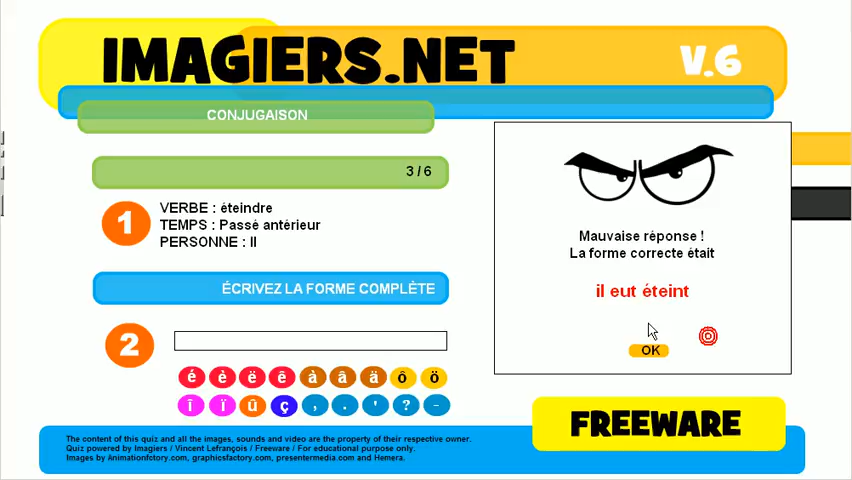 IMAGIERS.NET
V.6
CONJUGAISON
3 / 6
1
VERBE : éteindre
TEMPS : Passé antérieur
PERSONNE : Il
ÉCRIVEZ LA FORME COMPLÈTE
2
é è ë ê à â ä ô ö
î ï û ç , . ' ? -
Mauvaise réponse !
La forme correcte était
il eut éteint
OK
FREEWARE
The content of this quiz and all the images, sounds and video are the property of their respective owner.
Quiz powered by Imagiers / Vincent Lefrançois / Freeware / For educational purpose only.
Images by Animationfctory.com, graphicsfactory.com, presentermedia.com and Hemera.